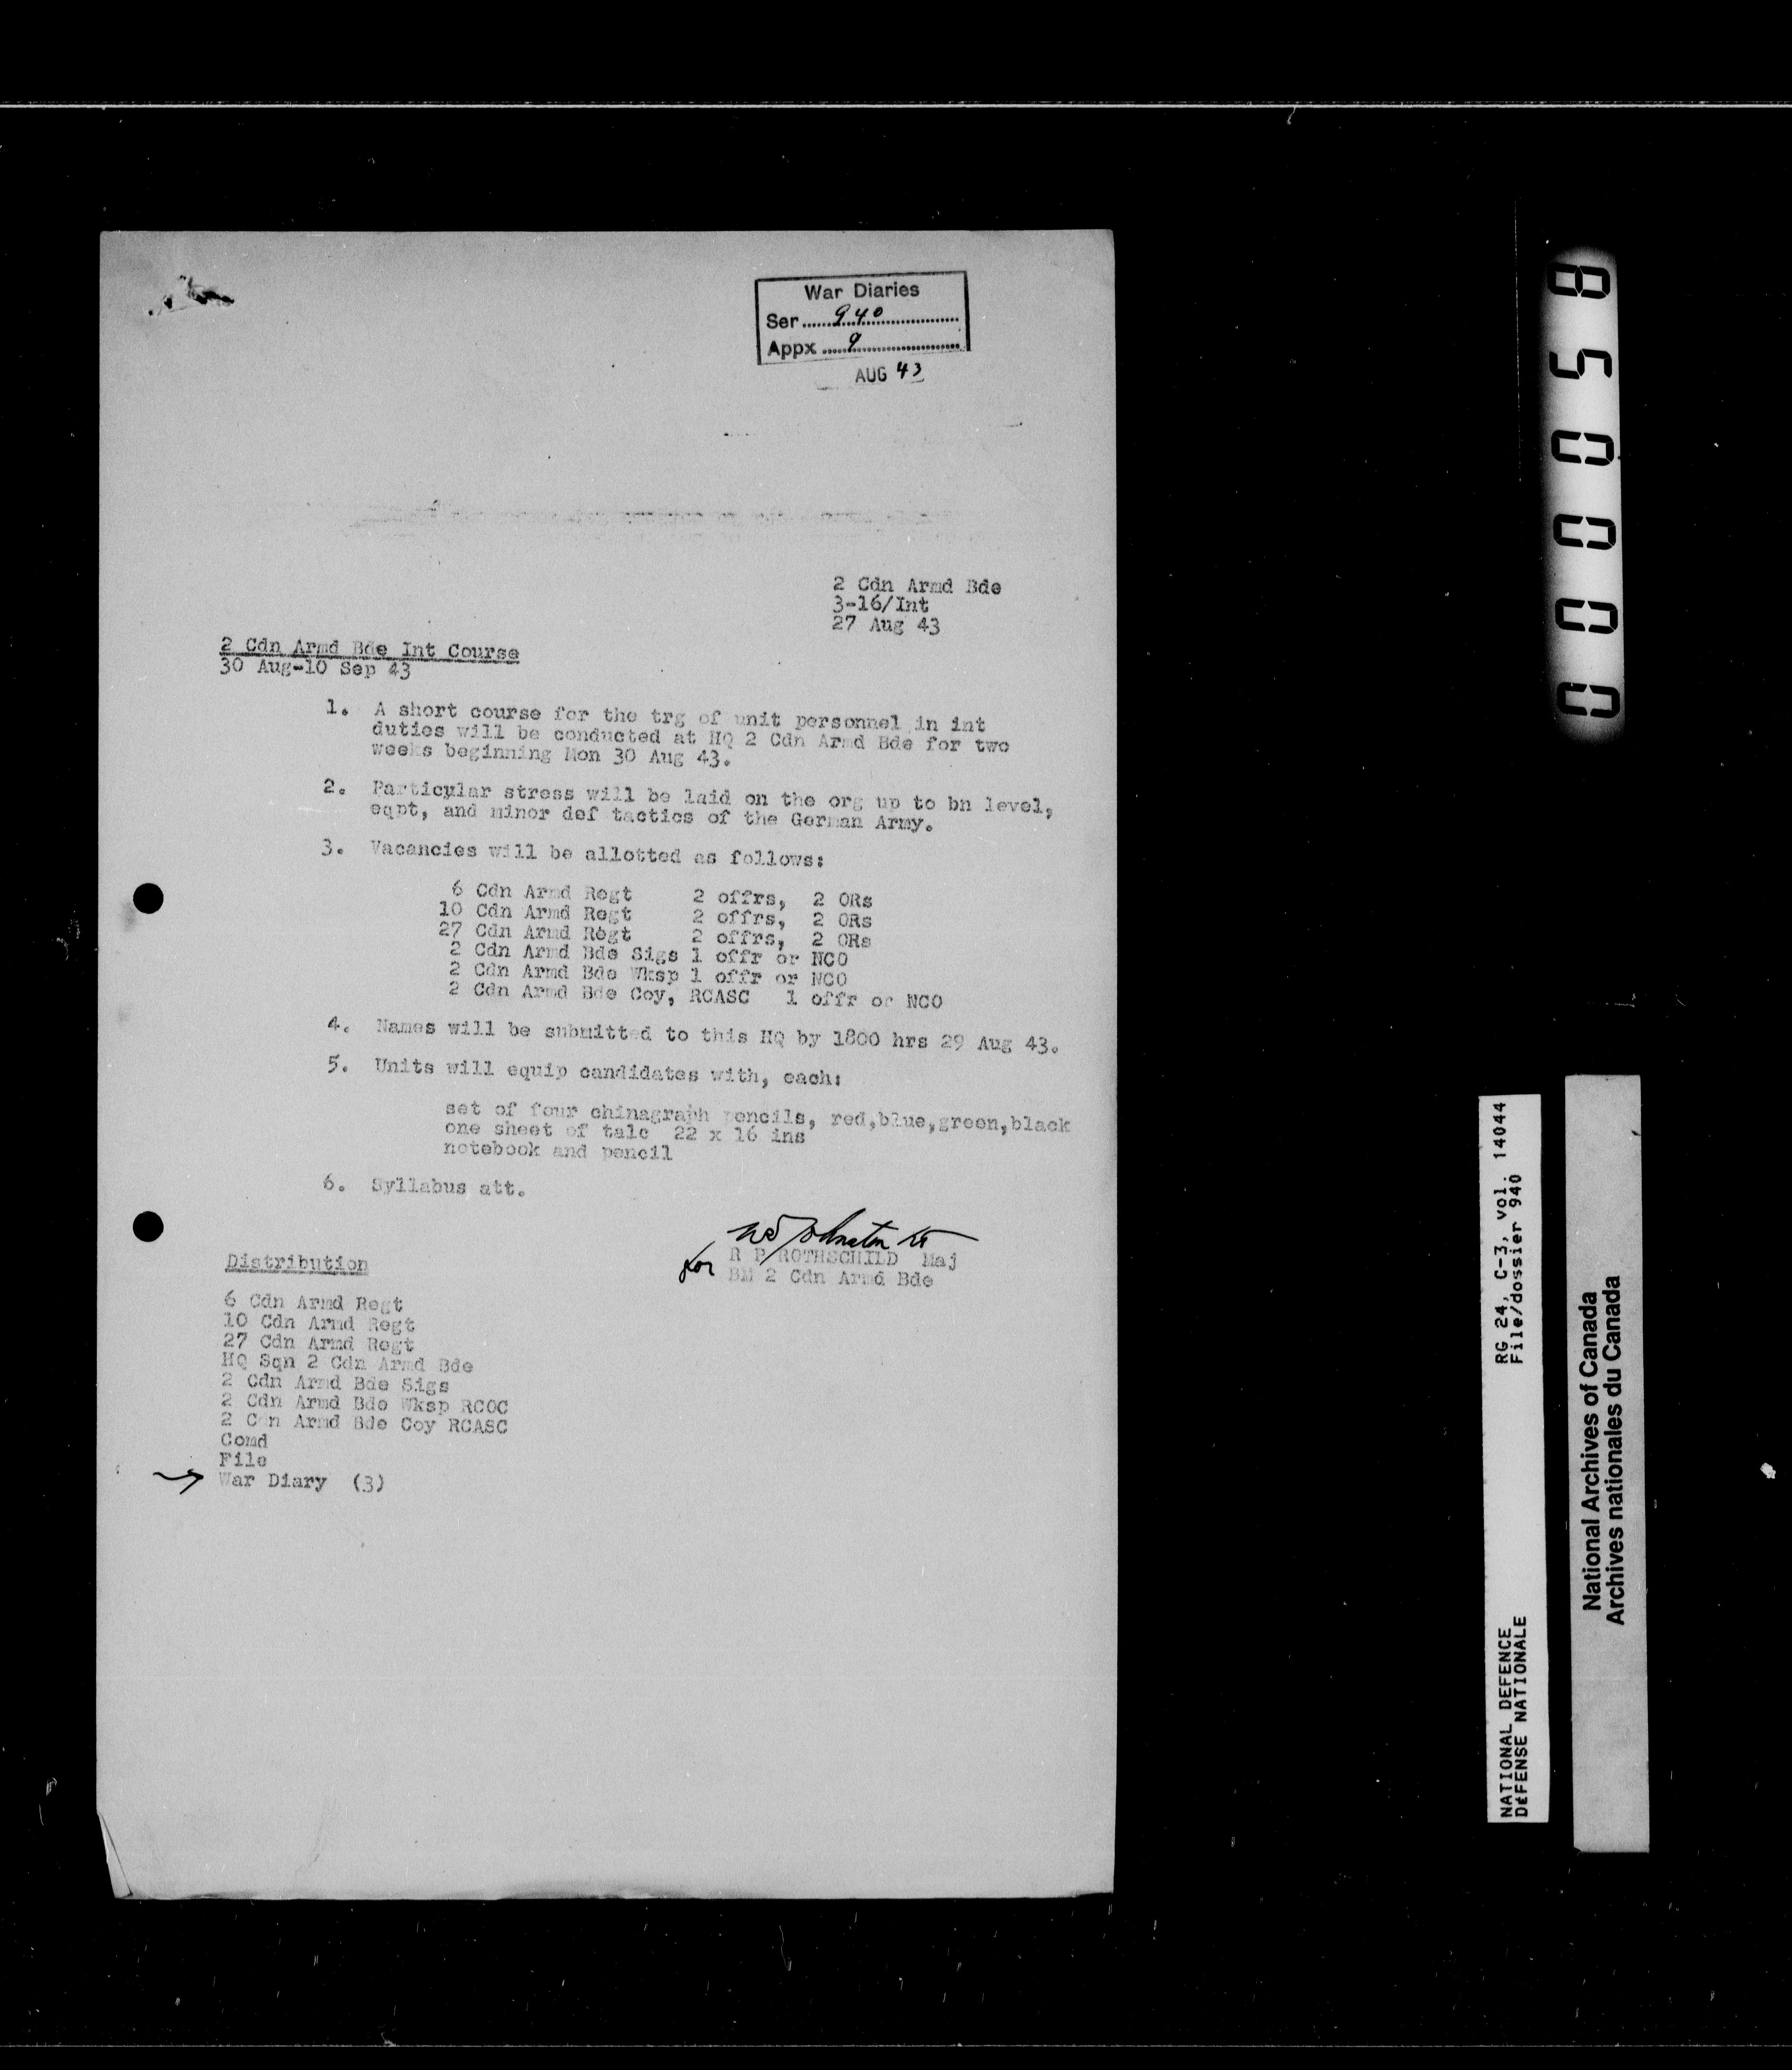 War Diaries
Ser 940
Appx 9
AUG 43
2 Cdn Armd Bde
3-16/Int
27 Aug 43
2 Cdn Armd Bde Int Course
30 Aug-10 Sep 43
1. A short course for the trg of unit personnel in int
duties will be conducted at HQ 2 Cdn Armd Bde for two
weeks beginning Mon 30 Aug 43.
2. Particular stress will be laid on the org up to bn level,
eqpt, and minor def tactics of the German Army.
3. Vacancies will be allotted as follows:
6 Cdn Armd Regt 2 offrs, 2 ORs
10 Cdn Armd Regt 2 offrs, 2 ORs
27 Cdn Armd Regt 2 offrs, 2 ORs
2 Cdn Armd Bde Sigs 1 offr or NCO
2 Cdn Armd Bde Wksp 1 offr or NCO
2 Cdn Armd Bde Coy, RCASC 1 offr or NCO
4. Names will be submitted to this HQ by 1800 hrs 29 Aug 43.
5. Units will equip candidates with, each:
set of four chinagraph pencils, red,blue,green,black
one sheet of talc 22 x 16 ins
notebook and pencil
6. Syllabus att.
for R P ROTHSCHILD Maj
BM 2 Cdn Armd Bde
Distribution
6 Cdn Armd Regt
10 Cdn Armd Regt
27 Cdn Armd Regt
HQ Sqn 2 Cdn Armd Bde
2 Cdn Armd Bde Sigs
2 Cdn Armd Bde Wksp RCOC
2 Cdn Armd Bde Coy RCASC
Comd
File
War Diary (3)
000058
NATIONAL DEFENCE RG 24, C-3, vol. 14044
DÉFENSE NATIONALE File/dossier 940
National Archives of Canada
Archives nationales du Canada